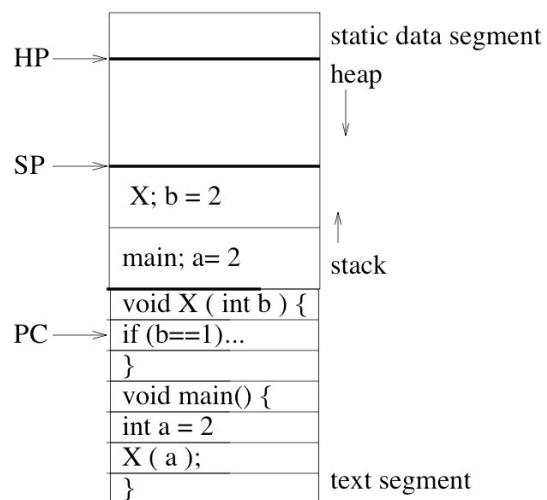 static data segment
HP
heap
SP
X; b = 2
main; a= 2
stack
void X ( int b ) {
PC
if (b==1)...
}
void main() {
int a = 2
X ( a );
text segment
}